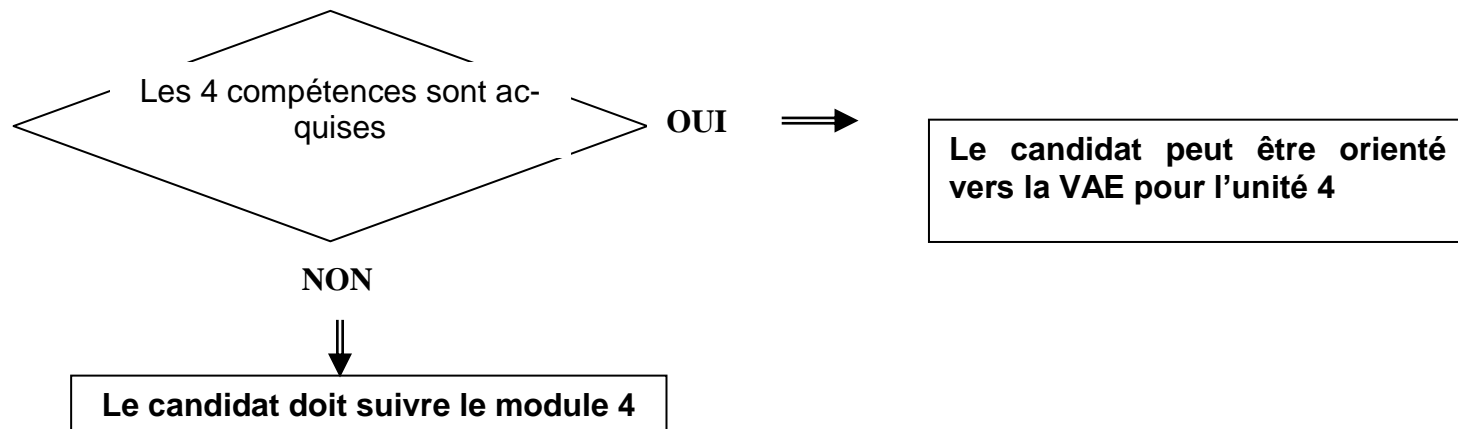 Les 4 compétences sont ac-
quises
OUI
Le candidat peut être orienté
vers la VAE pour l’unité 4
NON
Le candidat doit suivre le module 4